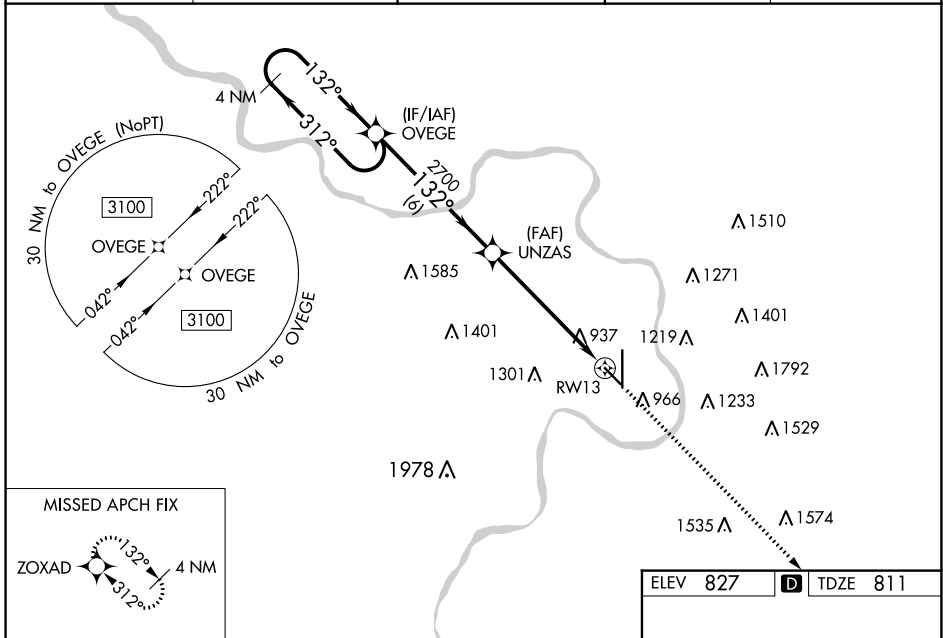 4 NM
132°
312°
(IF/IAF)
OVEGE
2700
132°
(6)
(FAF)
UNZAS
30 NM to OVEGE (NoPT)
3100
222°
222°
OVEGE
OVEGE
042°
042°
3100
30 NM to OVEGE
1510
1585
1271
1401
1401
937
1219
1301
RW13
1792
966
1233
1529
1978
1535
1574
MISSED APCH FIX
ZOXAD
132°
312°
4 NM
ELEV 827 D TDZE 811